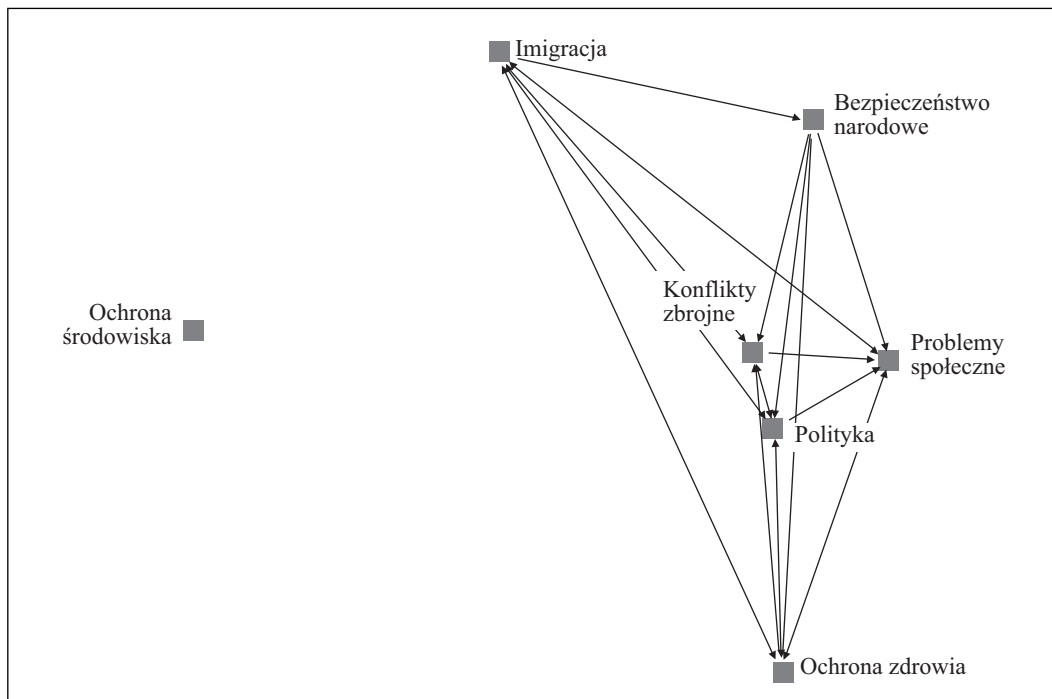 Imigracja
Bezpieczeństwo
narodowe
Konflikty
zbrojne
Ochrona
środowiska
Problemy
społeczne
Polityka
Ochrona zdrowia